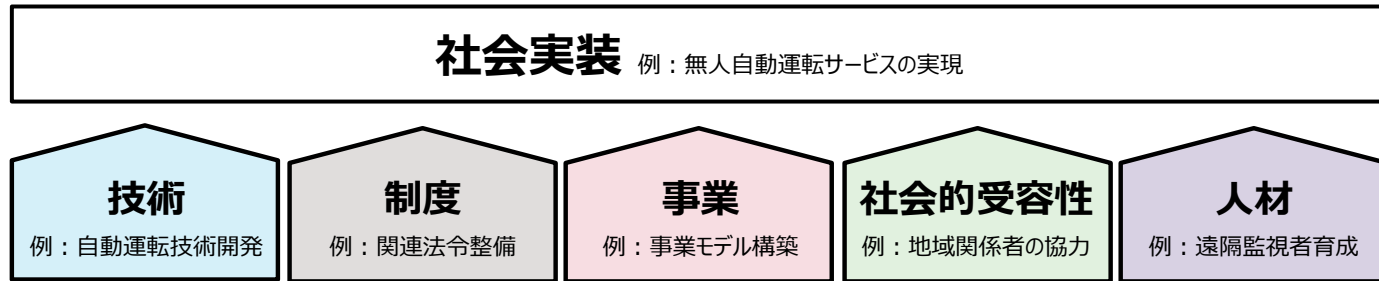 社会実装 例：無人自動運転サービスの実現
技術
例：自動運転技術開発
制度
例：関連法令整備
事業
例：事業モデル構築
社会的受容性
例：地域関係者の協力
人材
例：遠隔監視者育成